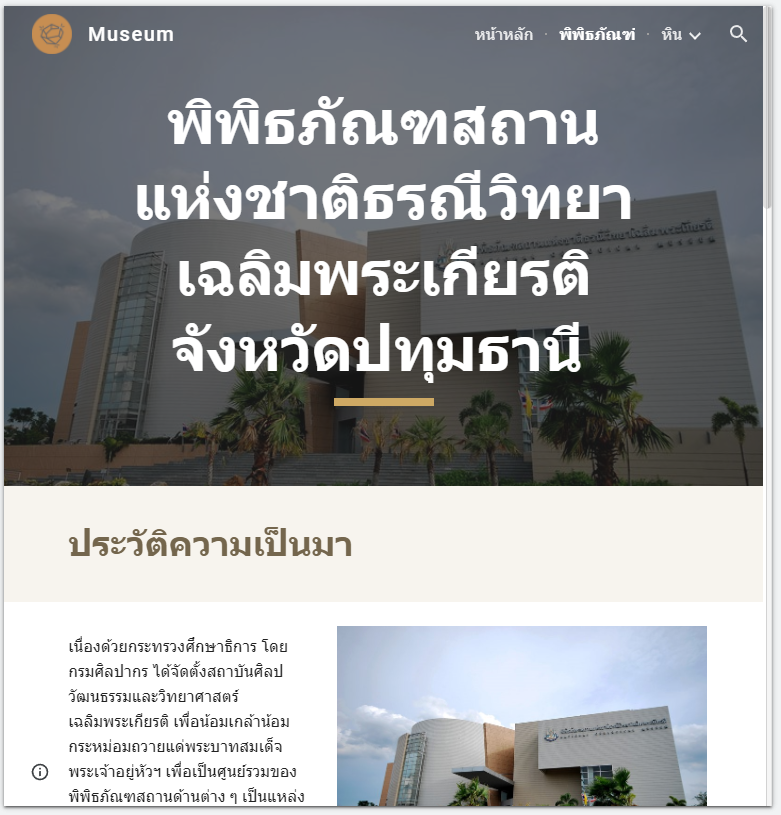 Museum
หน้าหลัก · พิพิธภัณฑ์ · หิน
พิพิธภัณฑสถาน
แห่งชาติธรณีวิทยา
เฉลิมพระเกียรติ
จังหวัดปทุมธานี
ประวัติความเป็นมา
เนื่องด้วยกระทรวงศึกษาธิการ โดย
กรมศิลปากร ได้จัดตั้งสถาบันศิลป
วัฒนธรรมและวิทยาศาสตร์
เฉลิมพระเกียรติ เพื่อน้อมเกล้าน้อม
กระหม่อมถวายแด่พระบาทสมเด็จ
พระเจ้าอยู่หัวฯ เพื่อเป็นศูนย์รวมของ
พิพิธภัณฑสถานด้านต่าง ๆ เป็นแหล่ง